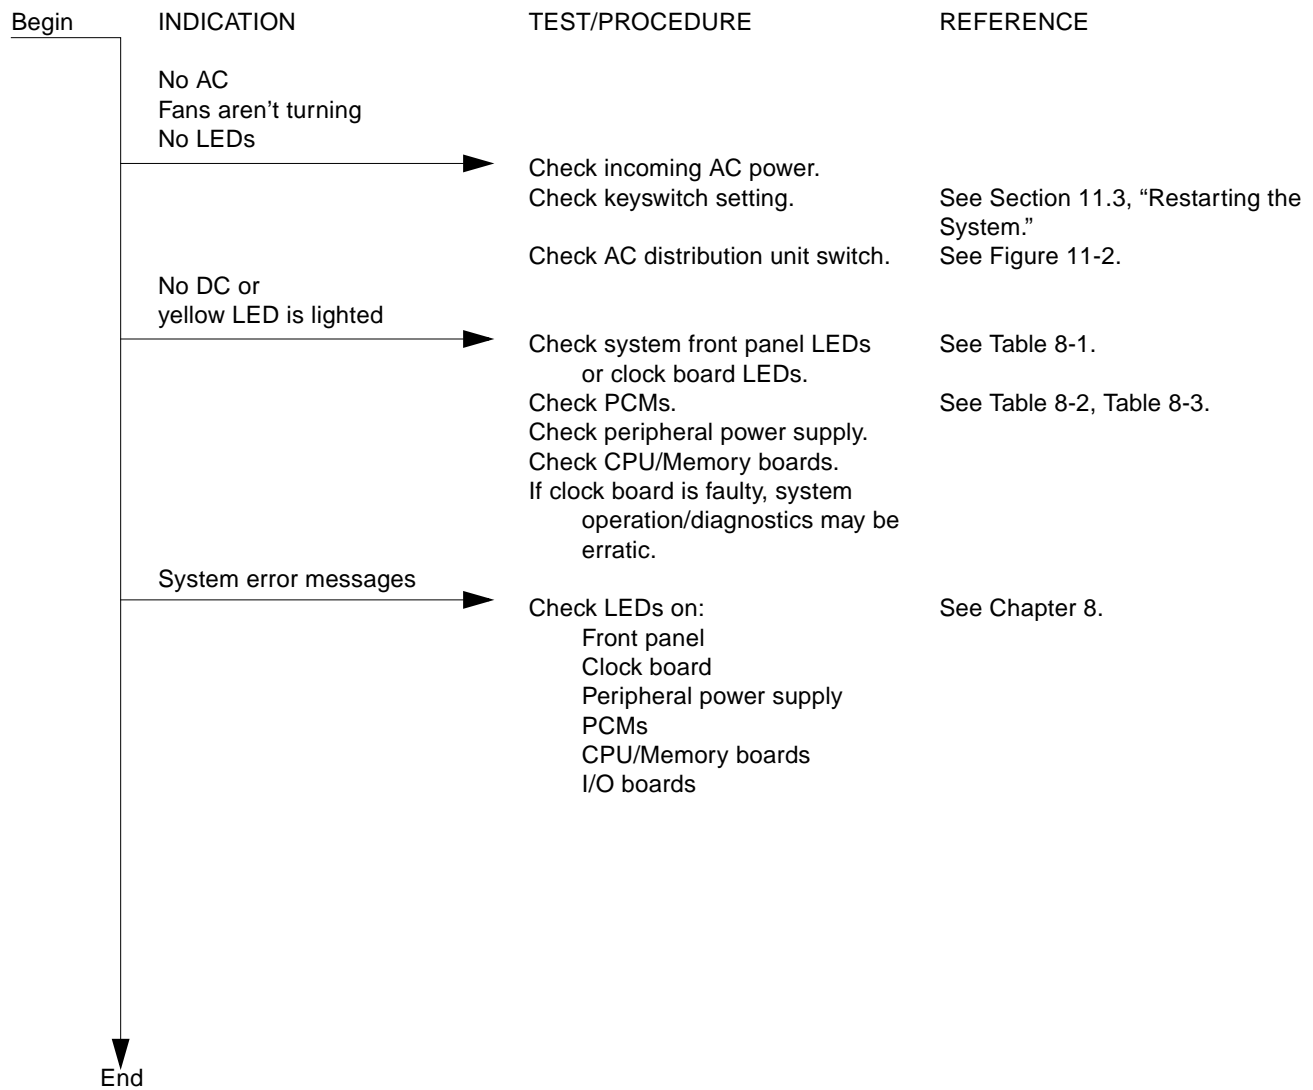 Begin INDICATION TEST/PROCEDURE REFERENCE
No AC
Fans aren’t turning
No LEDs
Check incoming AC power.
Check keyswitch setting. See Section 11.3, “Restarting the
System.”
Check AC distribution unit switch. See Figure 11-2.
No DC or
yellow LED is lighted
Check system front panel LEDs See Table 8-1.
or clock board LEDs.
Check PCMs. See Table 8-2, Table 8-3.
Check peripheral power supply.
Check CPU/Memory boards.
If clock board is faulty, system
operation/diagnostics may be
erratic.
System error messages
Check LEDs on: See Chapter 8.
Front panel
Clock board
Peripheral power supply
PCMs
CPU/Memory boards
I/O boards
End